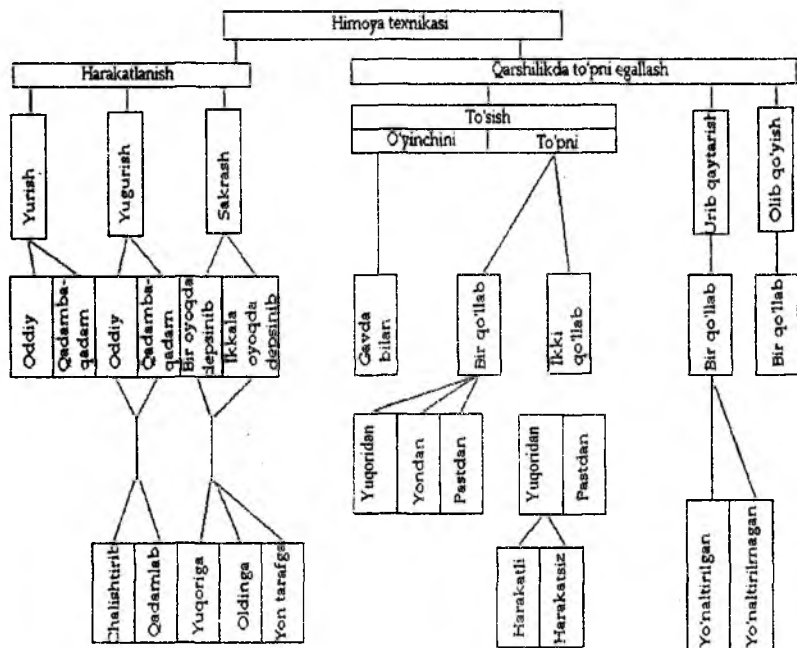 Himoya texnikasi
Harakatlanish
Qarshilikda to'pni egallash
To'sish
O'yinchini
To'pni
Yurish
Yugurish
Sakrash
Urib qaytarish
Olib qo'yish
Oddiy
Qadamba-
qadam
Oddiy
Qadamba-
qadam
Bir oyoqda
depsinib
Ikkala
oyoqda
depsinib
Gavda
bilan
Bir qo'llab
Ikki
qo'llab
Bir qo'llab
Bir qo'llab
Yuqoridan
Yondan
Pastdan
Yuqoridan
Pastdan
Chalishtirib
Qadamlab
Yuqoriga
Oldinga
Yon tarafga
Harakatli
Harakatsiz
Yo'naltirilgan
Yo'naltirilmagan